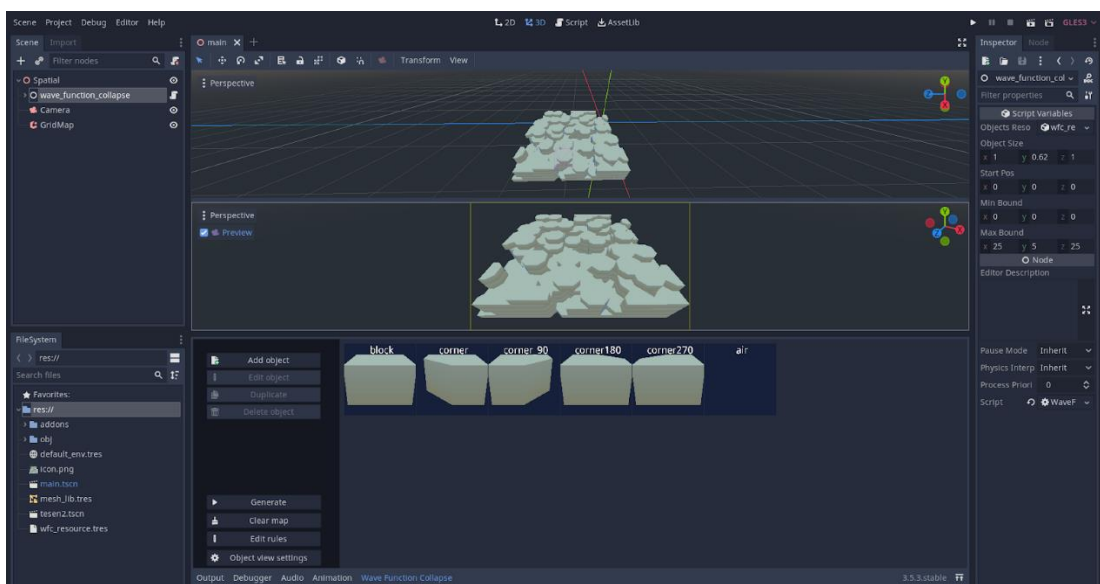 Scene Project Debug Editor Help
2D 3D Script AssetLib
GLES3
Scene Import
Filter nodes
Spatial
wave_function_collapse
Camera
GridMap
FileSystem
res://
Search files
Favorites:
res://
addons
obj
default_env.tres
icon.png
main.tscn
mesh_lib.tres
tesen2.tscn
wfc_resource.tres
main
Transform View
Perspective
Y
Z
X
Perspective
Preview
Y
Z
X
Add object
Edit object
Duplicate
Delete object
Generate
Clear map
Edit rules
Object view settings
block corner corner_90 corner180 corner270 air
Output Debugger Audio Animation Wave Function Collapse
3.5.3.stable
Inspector Node
wave_function_col
DOC
Filter properties
Script Variables
Objects Reso wfc_re
Object Size
x 1 y 0.62 z 1
Start Pos
x 0 y 0 z 0
Min Bound
x 0 y 0 z 0
Max Bound
x 25 y 5 z 25
Node
Editor Description
Pause Mode Inherit
Physics Interp Inherit
Process Priori 0
Script WaveF